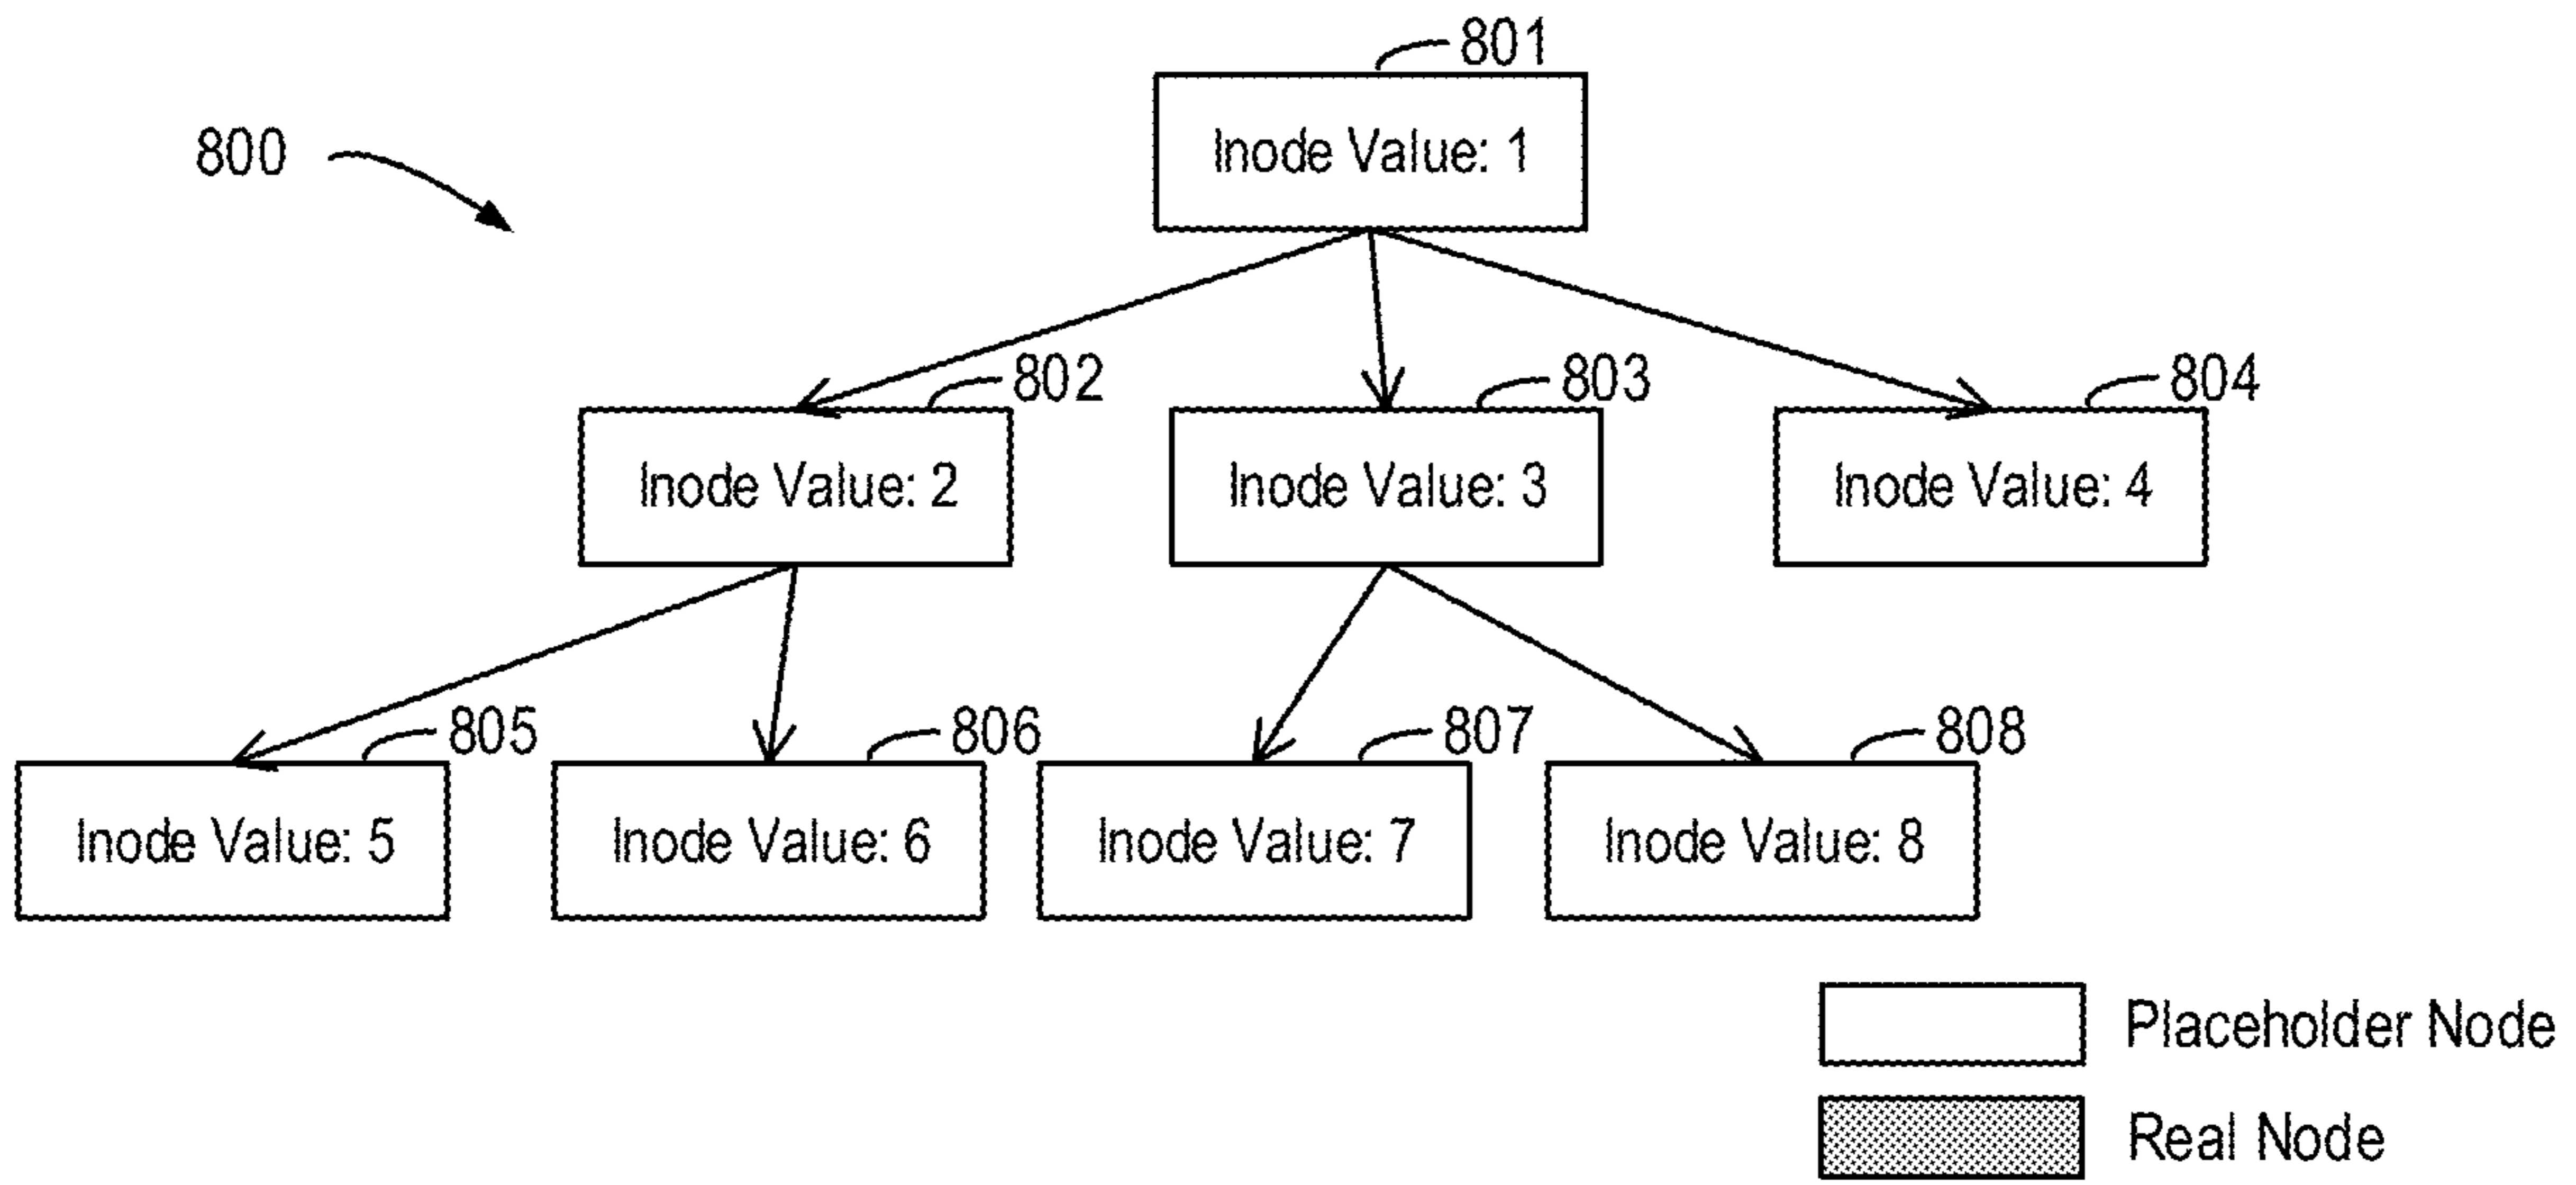 801
800
Inode Value: 1
802
803
804
Inode Value: 2
Inode Value: 3
Inode Value: 4
805
806
807
808
Inode Value: 5
Inode Value: 6
Inode Value: 7
Inode Value: 8
Placeholder Node
Real Node